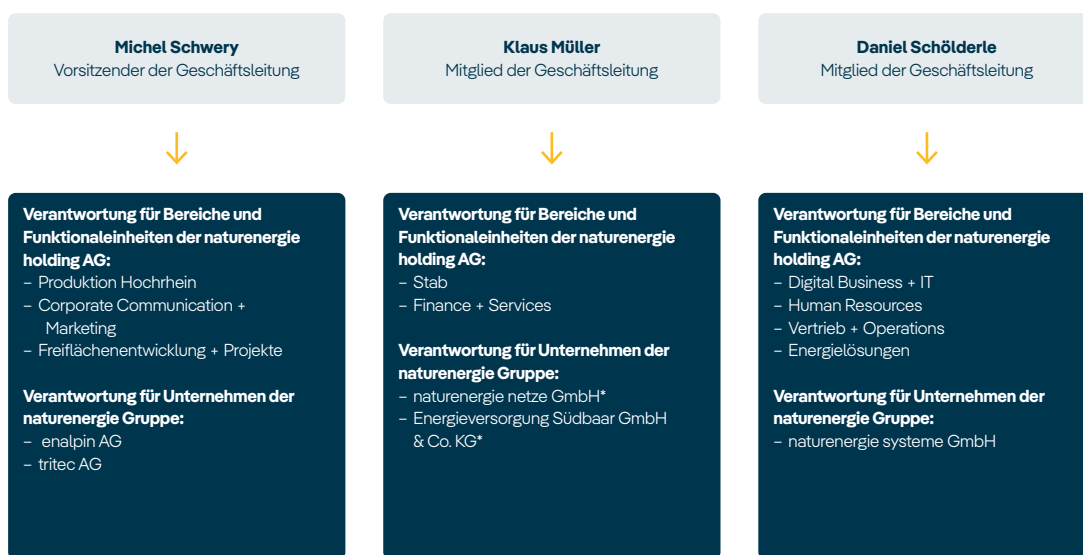 Michel Schwery
Vorsitzender der Geschäftsleitung
Verantwortung für Bereiche und
Funktionaleinheiten der naturenergie
holding AG:
– Produktion Hochrhein
– Corporate Communication +
Marketing
– Freiflächenentwicklung + Projekte
Verantwortung für Unternehmen der
naturenergie Gruppe:
– enalpin AG
– tritec AG
Klaus Müller
Mitglied der Geschäftsleitung
Verantwortung für Bereiche und
Funktionaleinheiten der naturenergie
holding AG:
– Stab
– Finance + Services
Verantwortung für Unternehmen der
naturenergie Gruppe:
– naturenergie netze GmbH*
– Energieversorgung Südbaar GmbH
& Co. KG*
Daniel Schölderle
Mitglied der Geschäftsleitung
Verantwortung für Bereiche und
Funktionaleinheiten der naturenergie
holding AG:
– Digital Business + IT
– Human Resources
– Vertrieb + Operations
– Energielösungen
Verantwortung für Unternehmen der
naturenergie Gruppe:
– naturenergie systeme GmbH